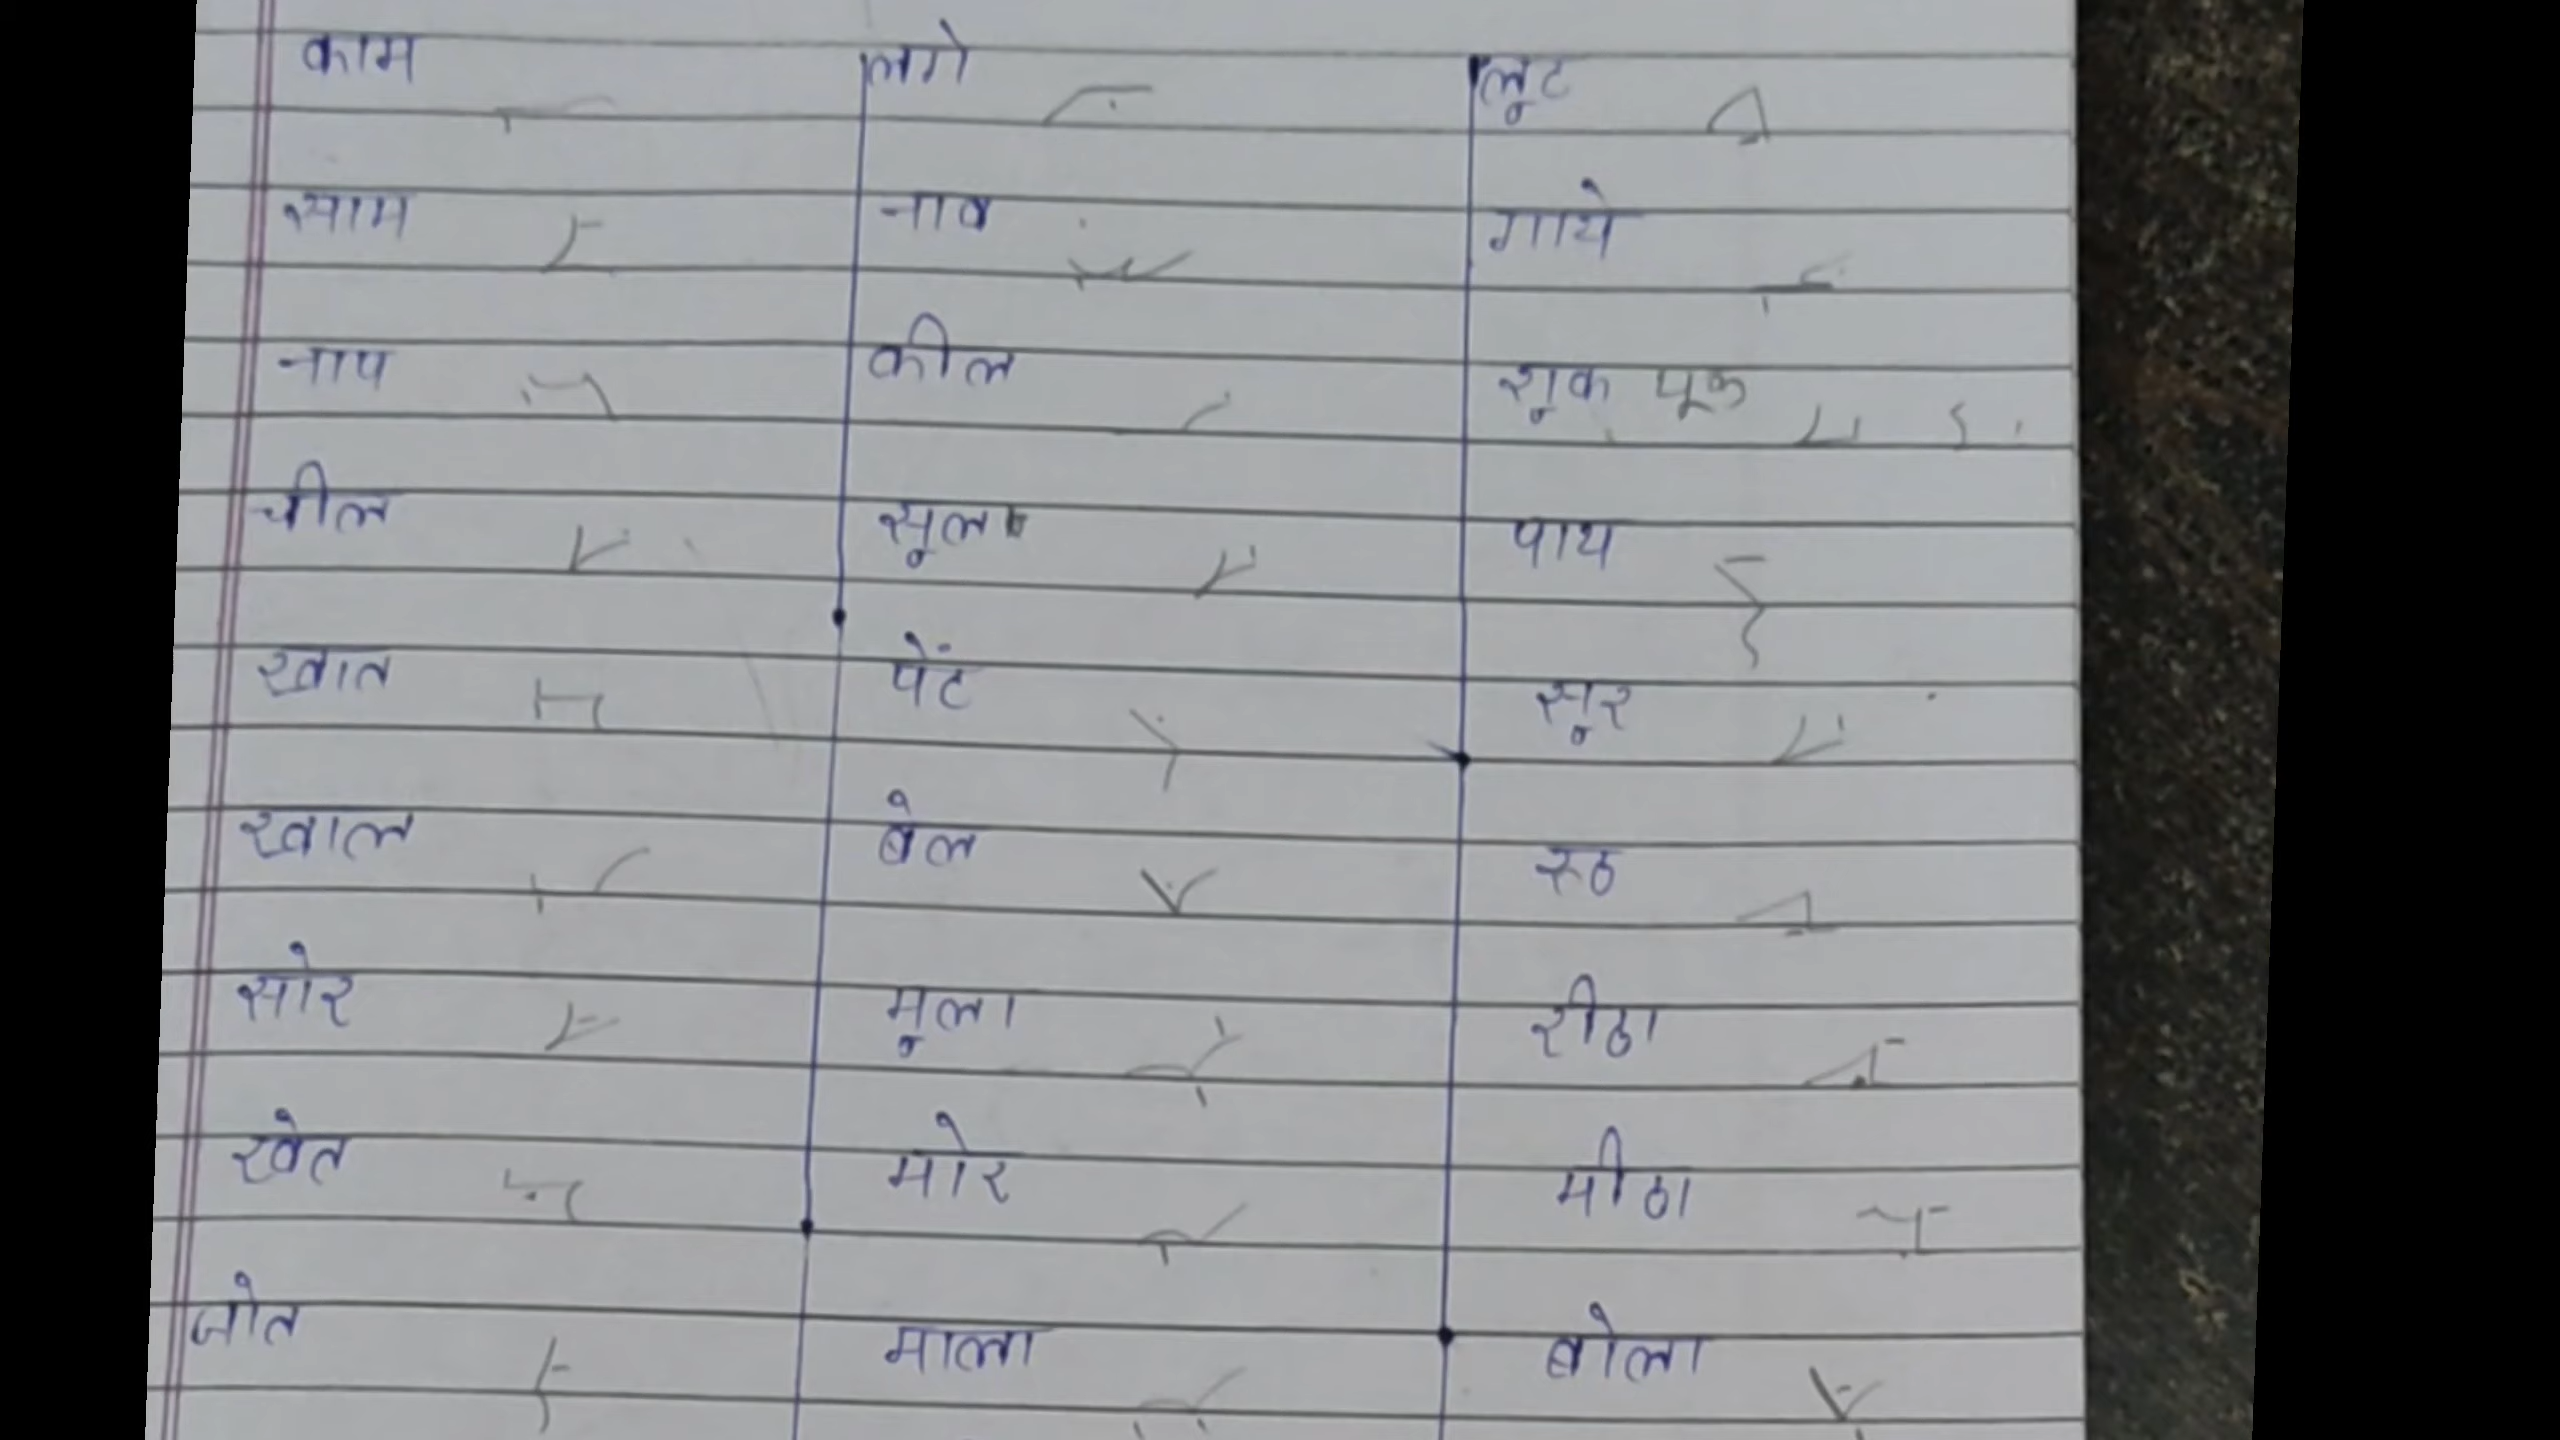 काम लगे लूट
साम नाव गाये
नाप कील शूक पूक
चील सूला पाथ
खात पेंट सूर
खाल बेल रूठ
सोर मूला रीठा
खेत मोर मीठा
जोत माला बोला